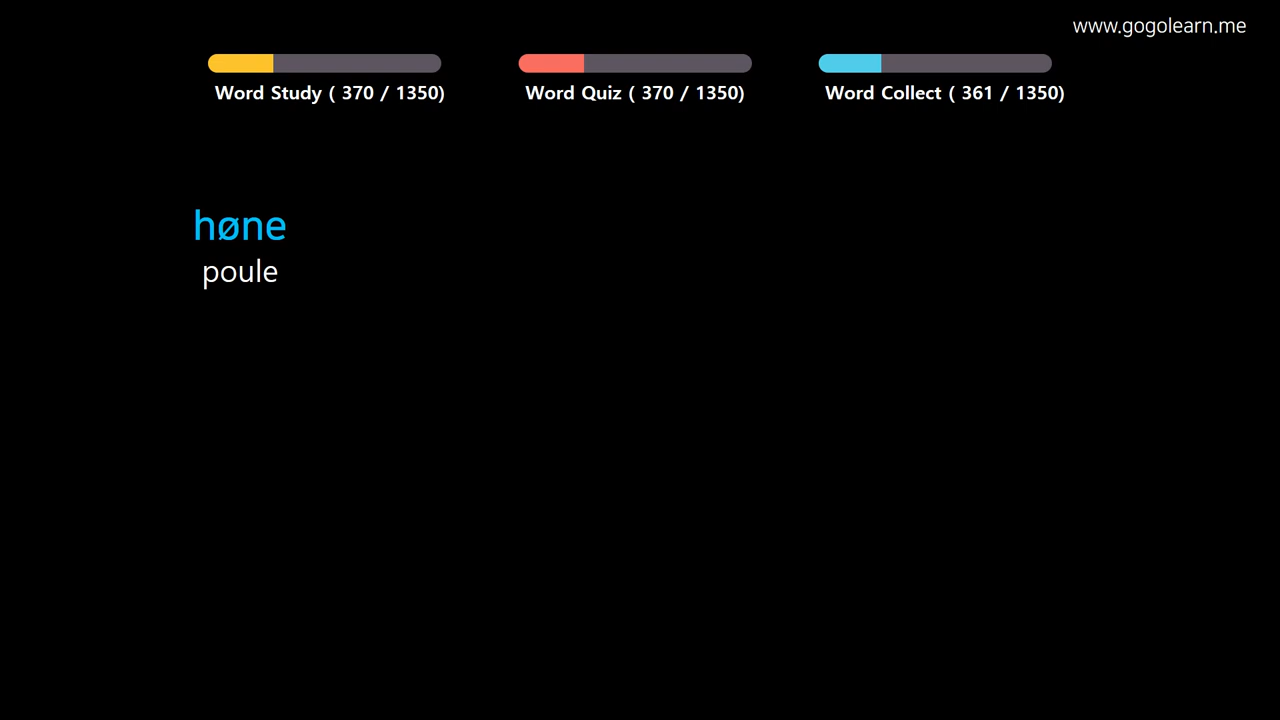 www.gogolearn.me
Word Study ( 370 / 1350)
Word Quiz ( 370 / 1350)
Word Collect ( 361 / 1350)
høne
poule